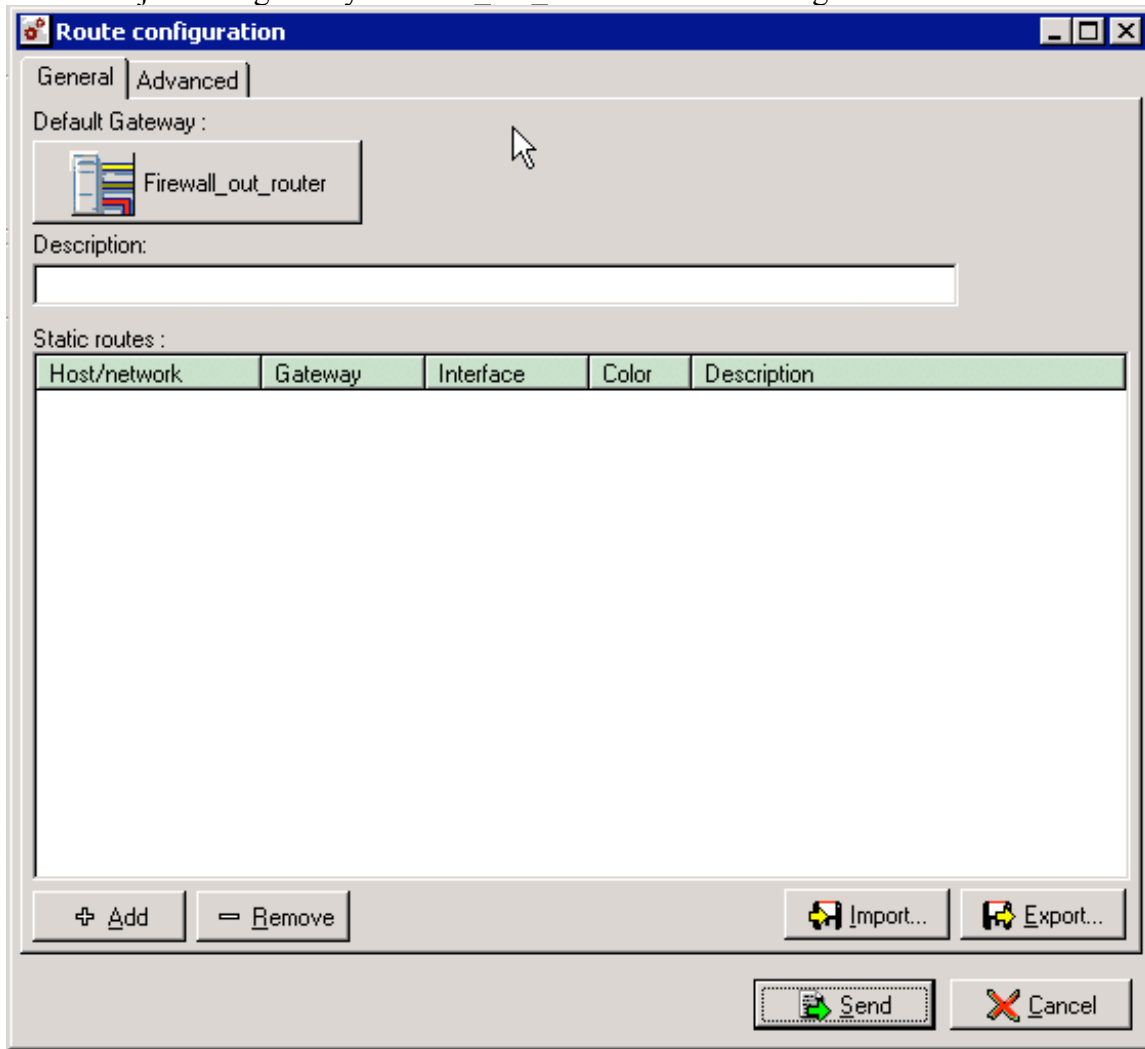 Route configuration
General Advanced
Default Gateway :
Firewall_out_router
Description:
Static routes :
Host/network Gateway Interface Color Description
Add Remove Import... Export...
Send Cancel